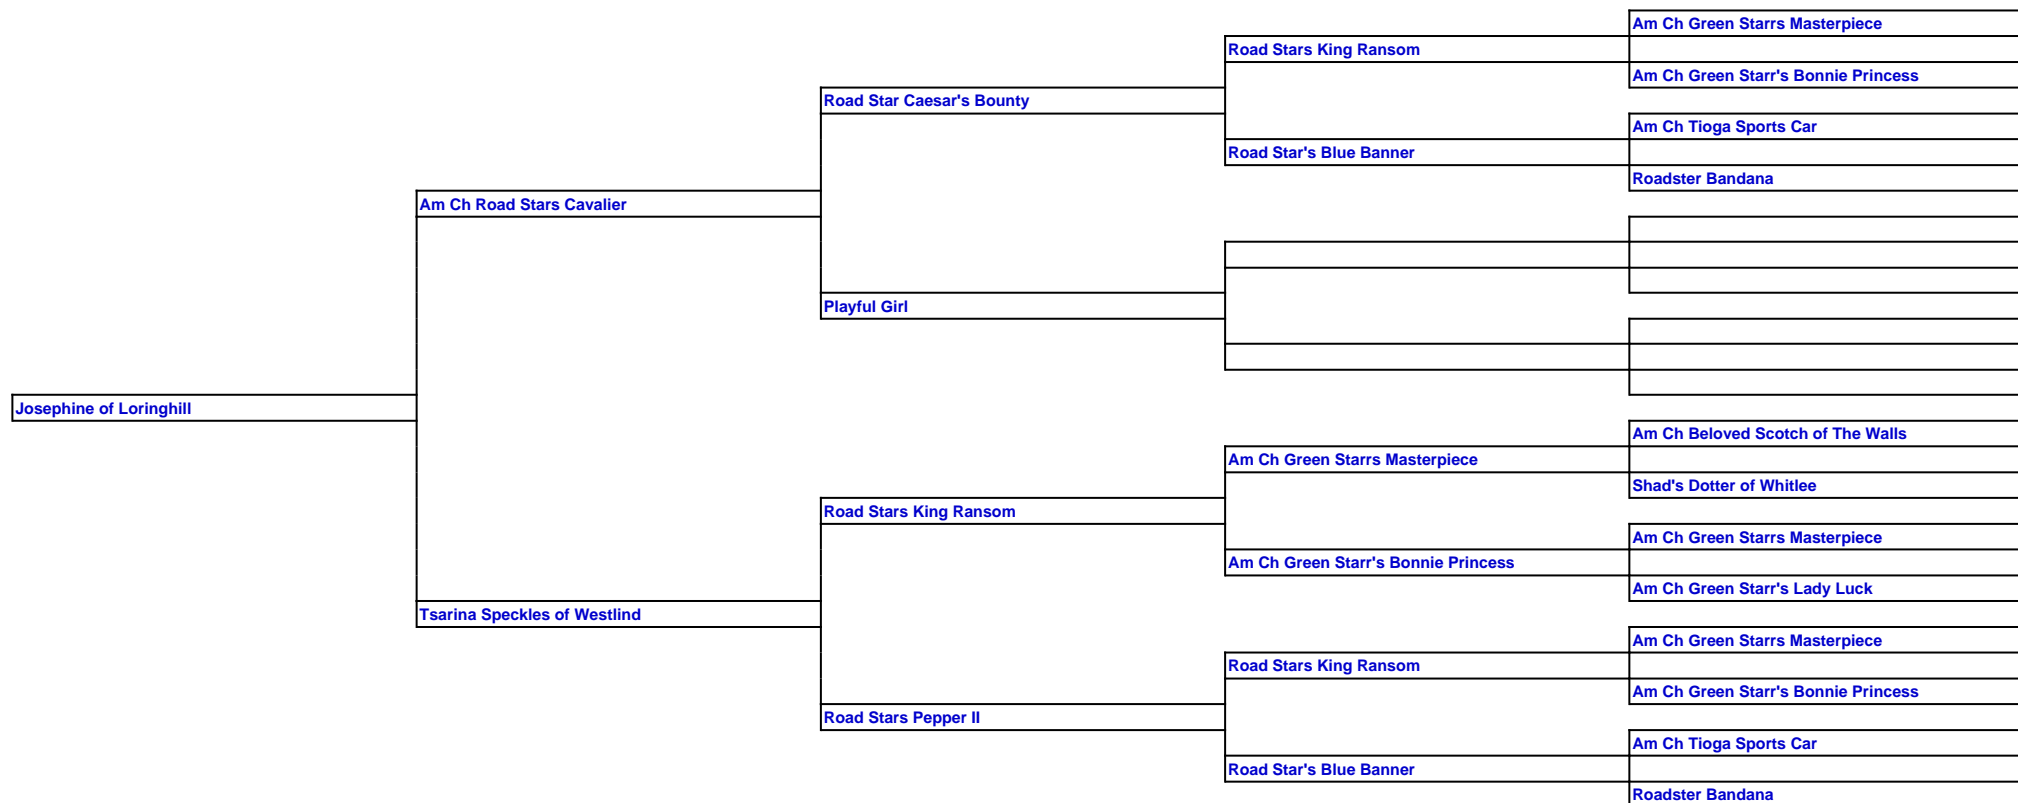 Am Ch Green Starrs Masterpiece
Road Stars King Ransom
Am Ch Green Starr's Bonnie Princess
Road Star Caesar's Bounty
Am Ch Tioga Sports Car
Road Star's Blue Banner
Roadster Bandana
Am Ch Road Stars Cavalier
Playful Girl
Josephine of Loringhill
Am Ch Beloved Scotch of The Walls
Am Ch Green Starrs Masterpiece
Shad's Dotter of Whitlee
Road Stars King Ransom
Am Ch Green Starrs Masterpiece
Am Ch Green Starr's Bonnie Princess
Am Ch Green Starr's Lady Luck
Tsarina Speckles of Westlind
Am Ch Green Starrs Masterpiece
Road Stars King Ransom
Am Ch Green Starr's Bonnie Princess
Road Stars Pepper II
Am Ch Tioga Sports Car
Road Star's Blue Banner
Roadster Bandana